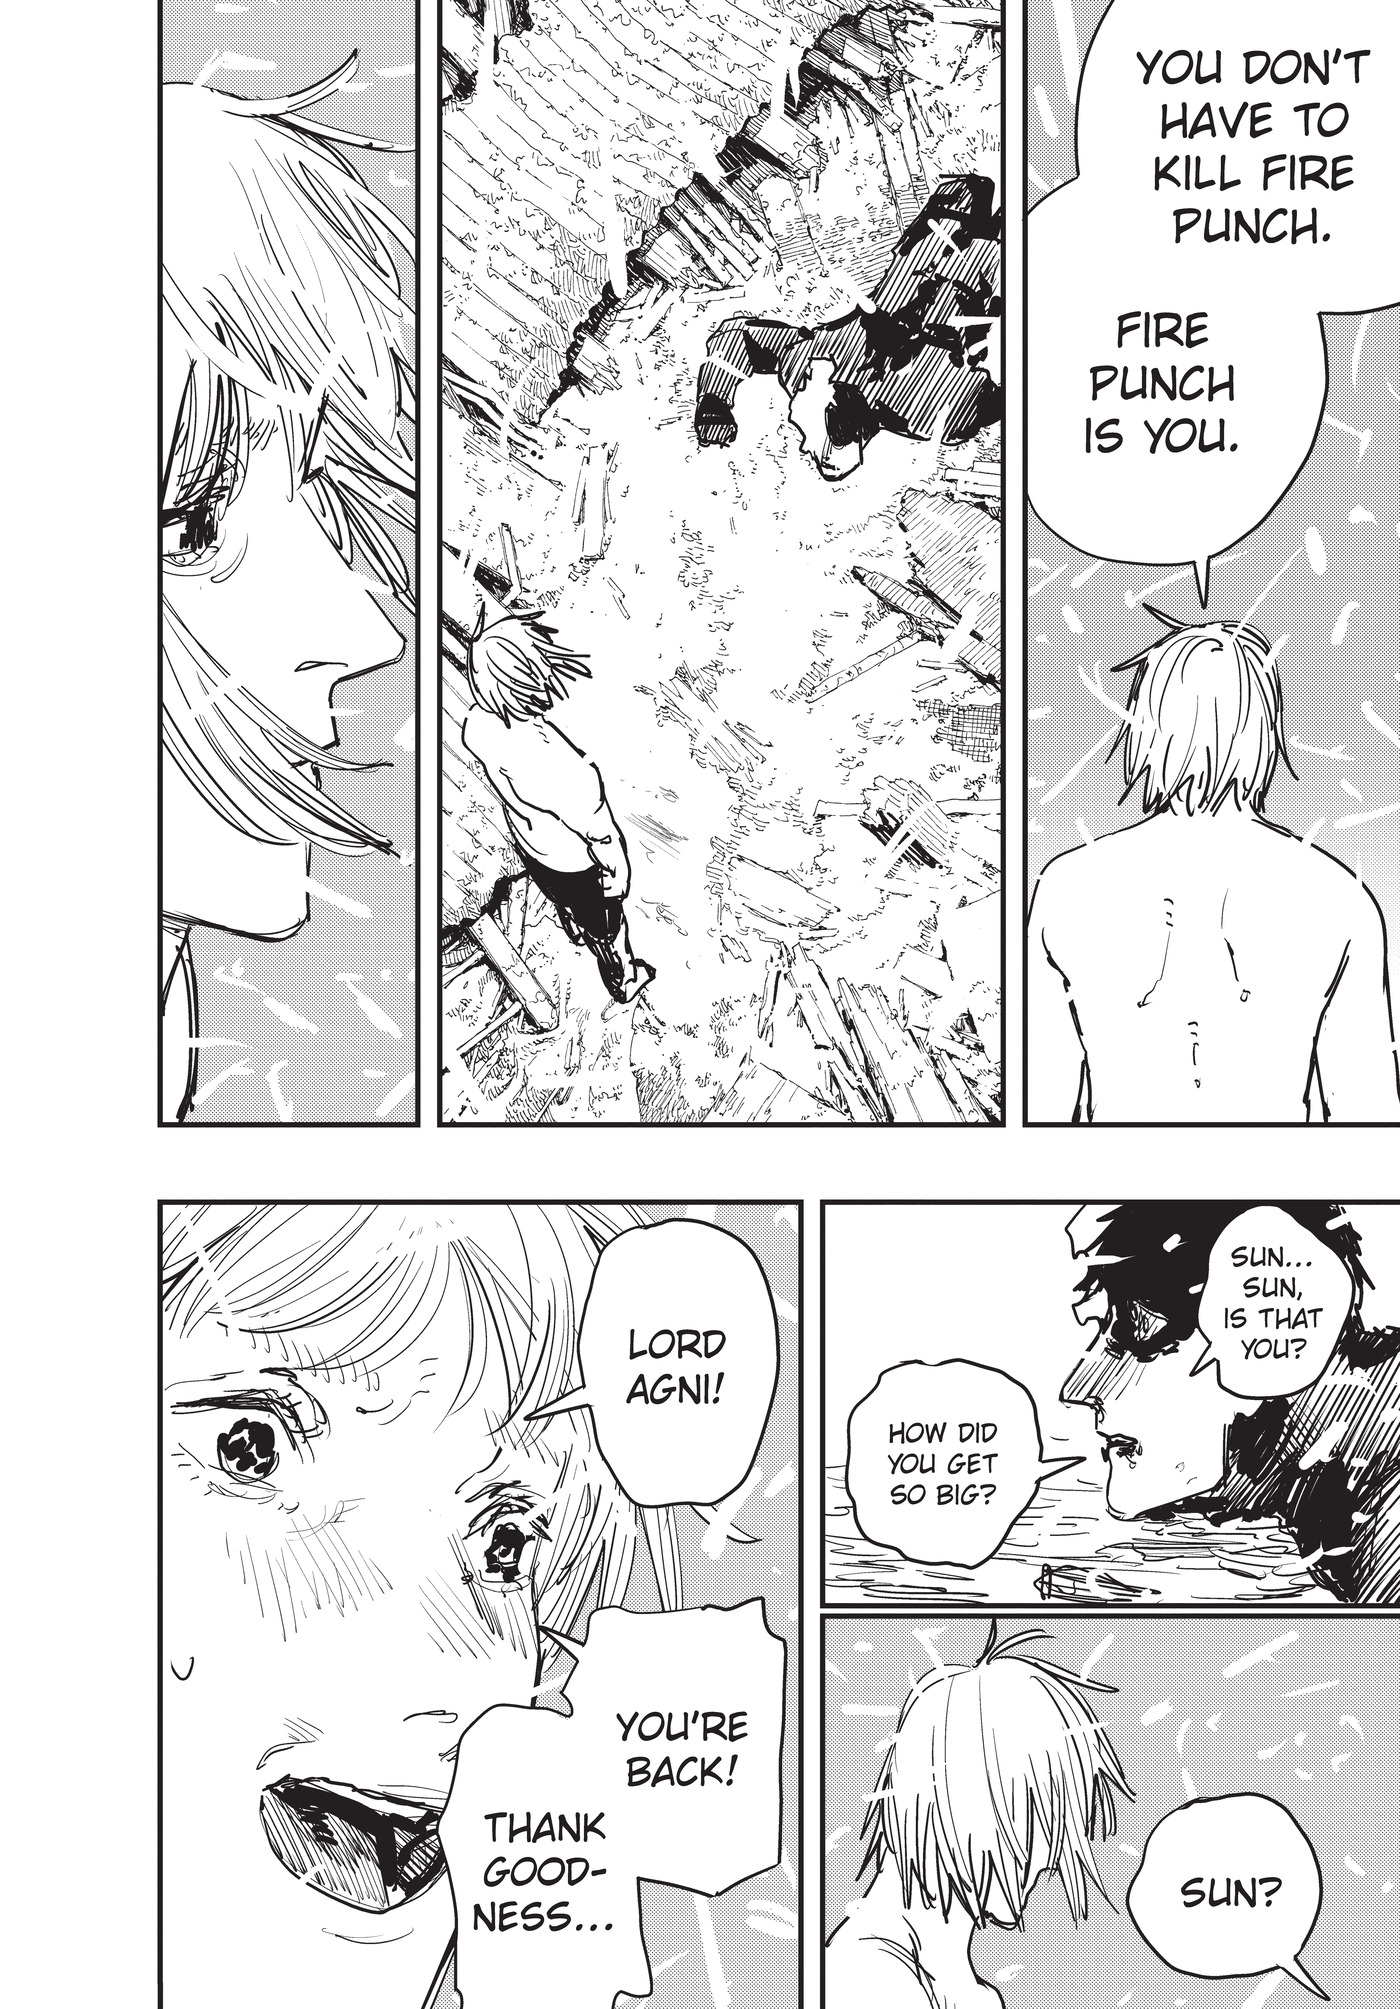 YOU DON'T
HAVE TO
KILL FIRE
PUNCH.
FIRE
PUNCH
IS YOU.
SUN...
SUN,
IS THAT
YOU?
HOW DID
YOU GET
SO BIG?
SUN?
LORD
AGNI!
YOU'RE
BACK!
THANK
GOOD-
NESS...